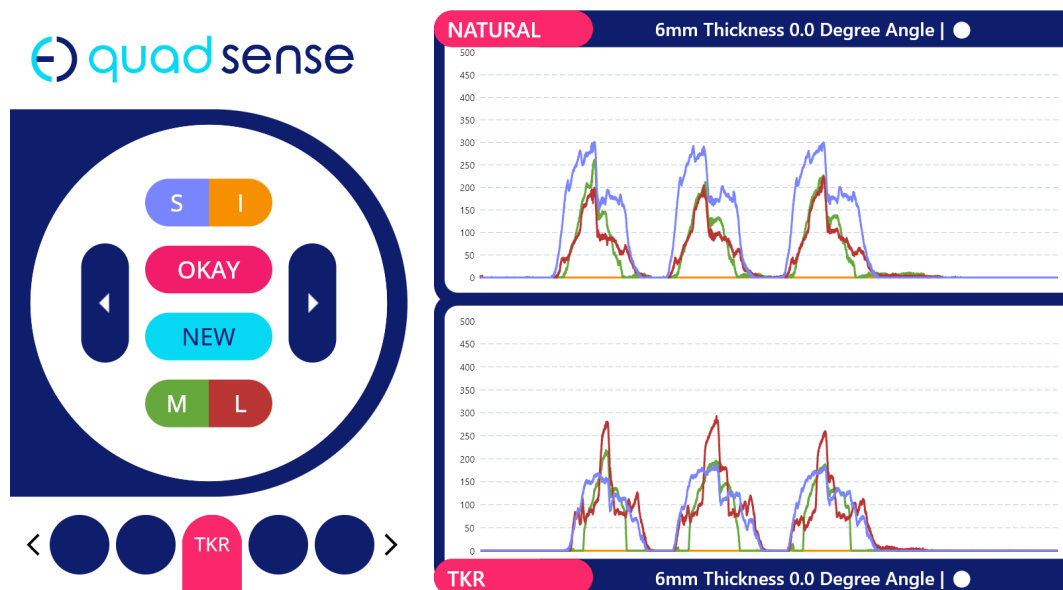 quad sense
S I
OKAY
NEW
M L
TKR
NATURAL 6mm Thickness 0.0 Degree Angle |
500
450
400
350
300
250
200
150
100
50
0
500
450
400
350
300
250
200
150
100
50
0
TKR 6mm Thickness 0.0 Degree Angle |